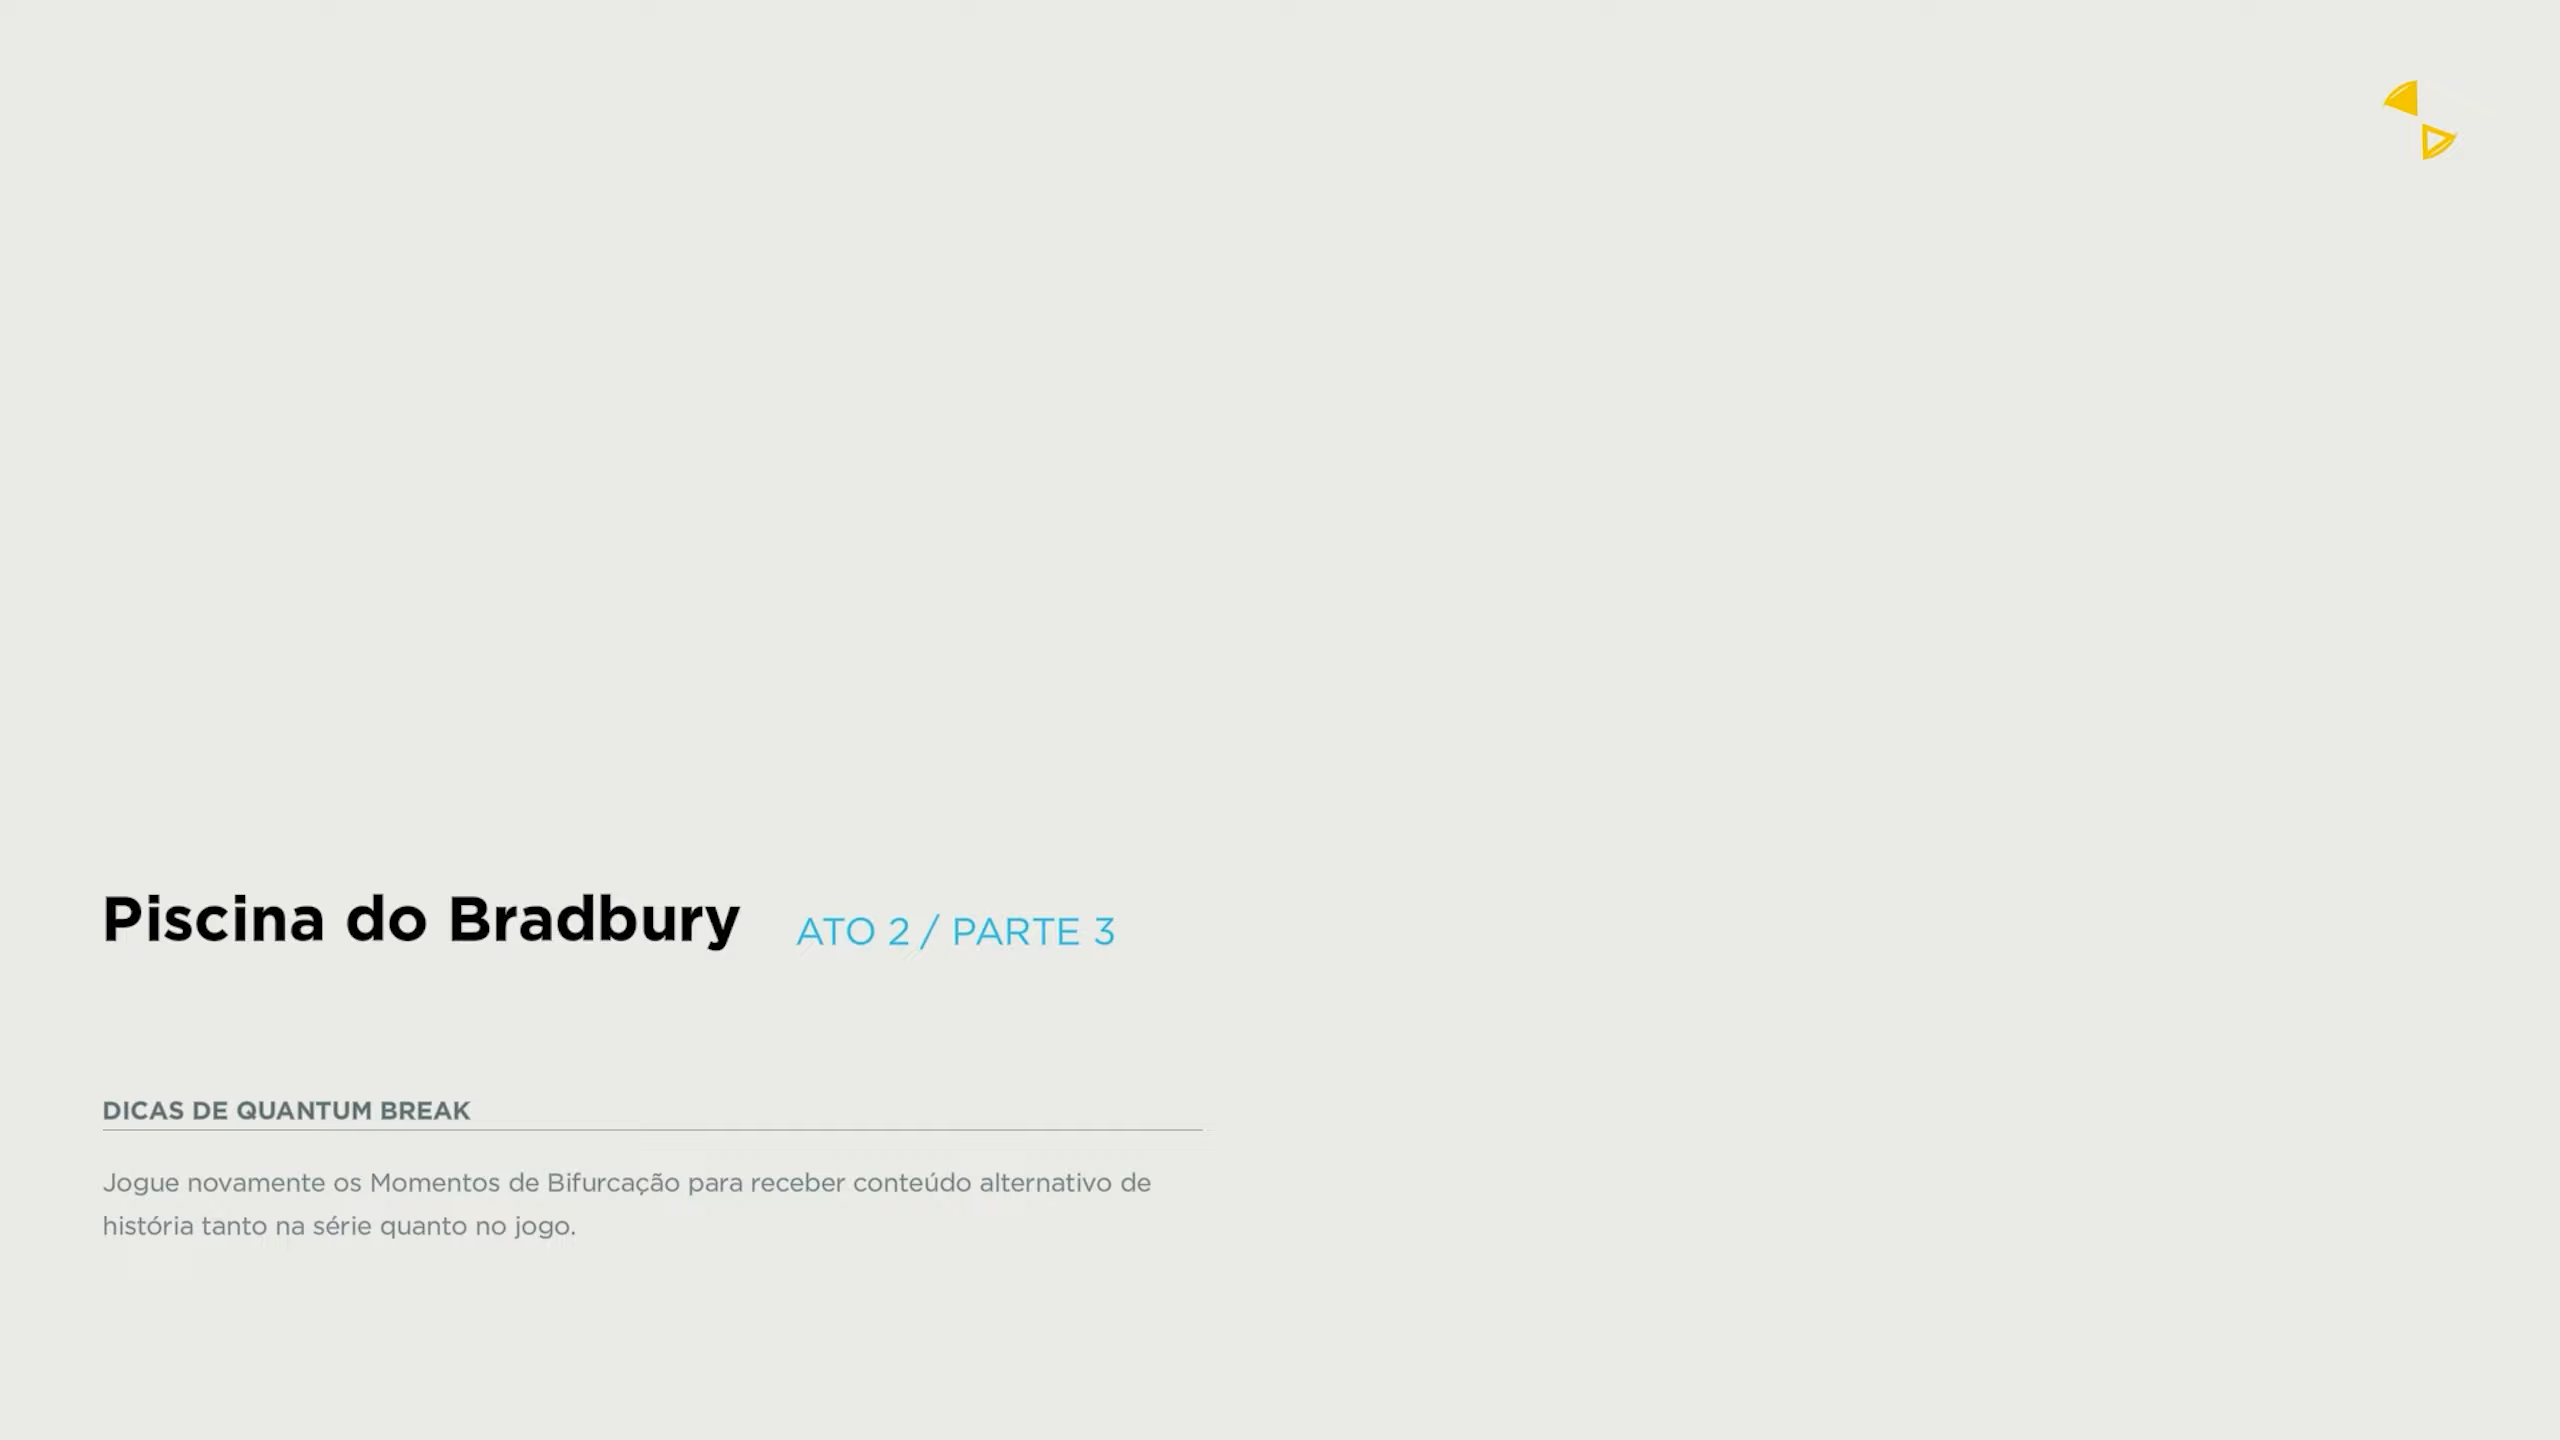 Piscina do Bradbury ATO 2 / PARTE 3
DICAS DE QUANTUM BREAK
Jogue novamente os Momentos de Bifurcação para receber conteúdo alternativo de
história tanto na série quanto no jogo.